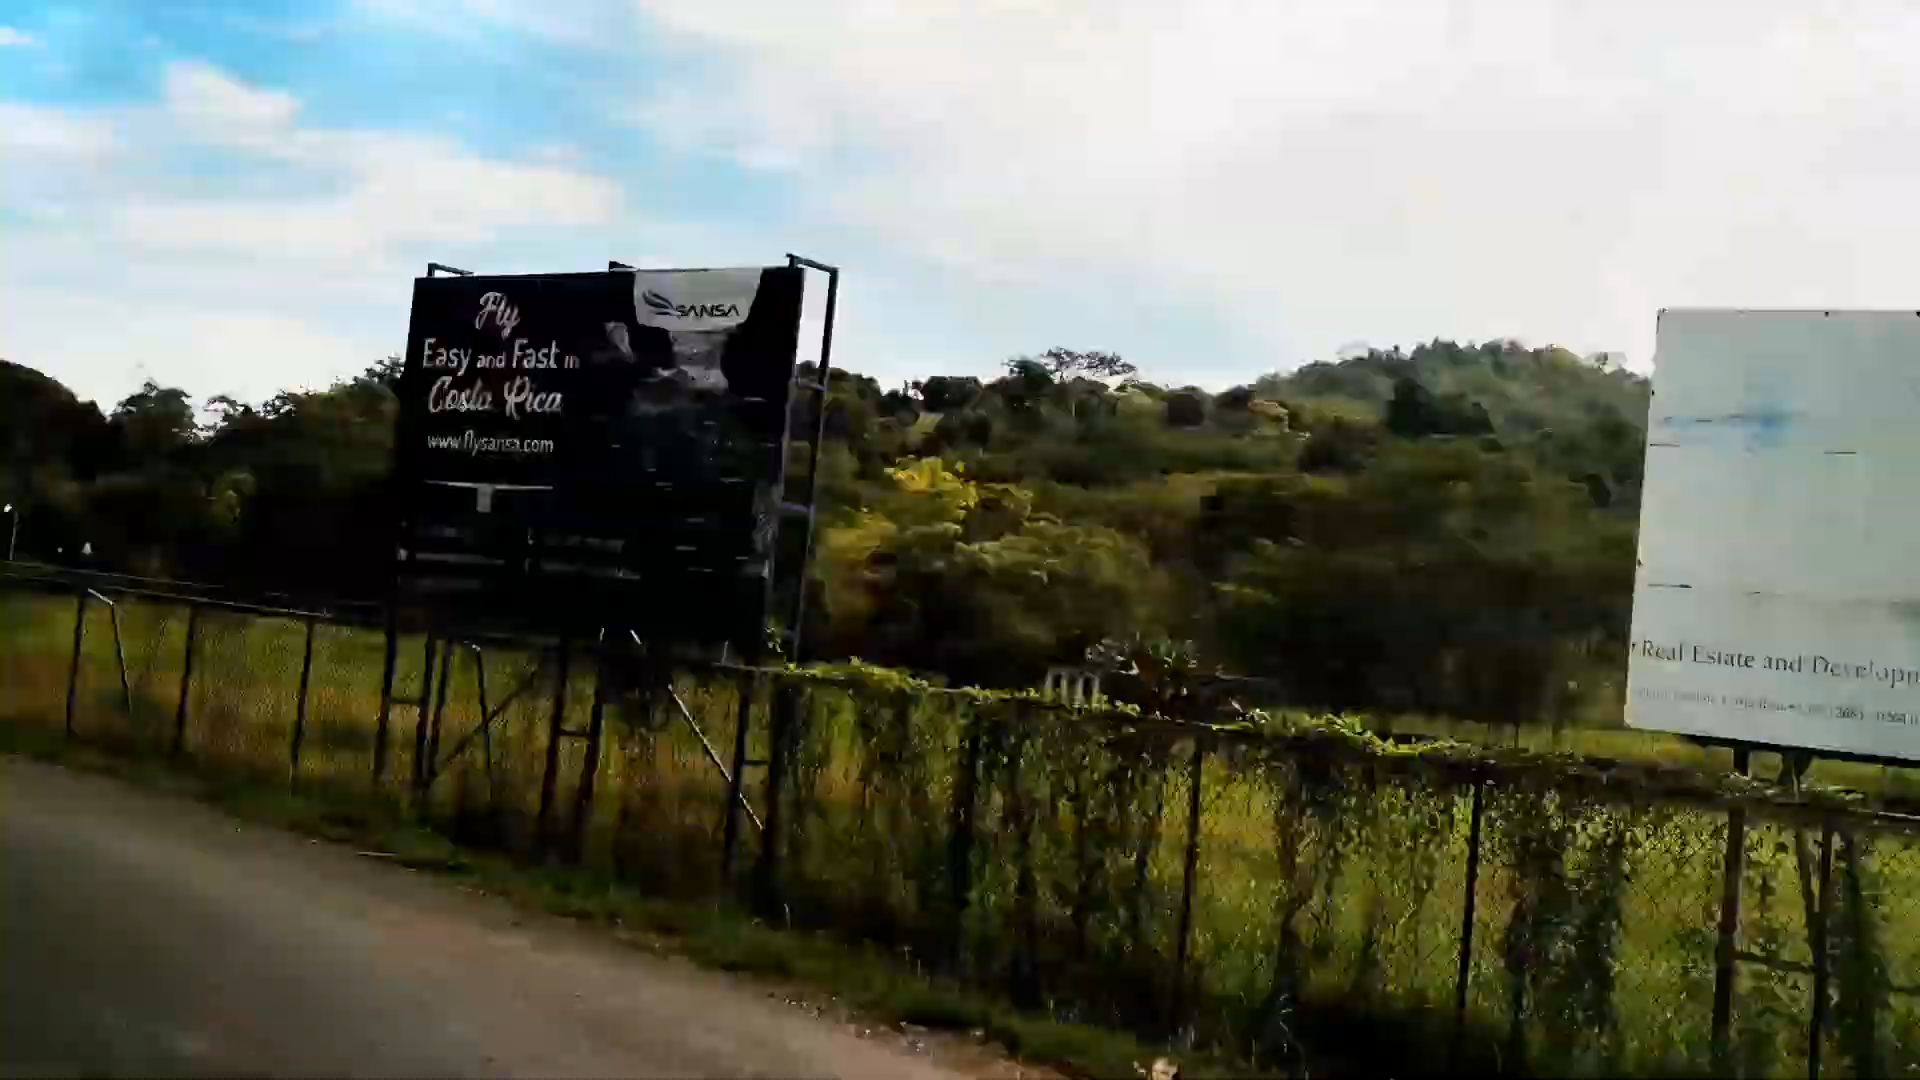 SANSA
Fly
Easy and Fast in
Costa Rica
www.flysansa.com
Real Estate and Developm